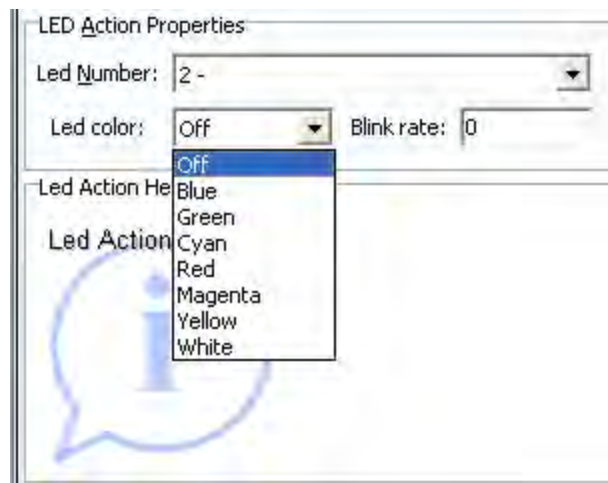 LED Action Properties
Led Number: 2 -
Led color: Off Blink rate: 0
Off
Led Action He
Blue
Green
Led Action
Cyan
Red
Magenta
Yellow
White